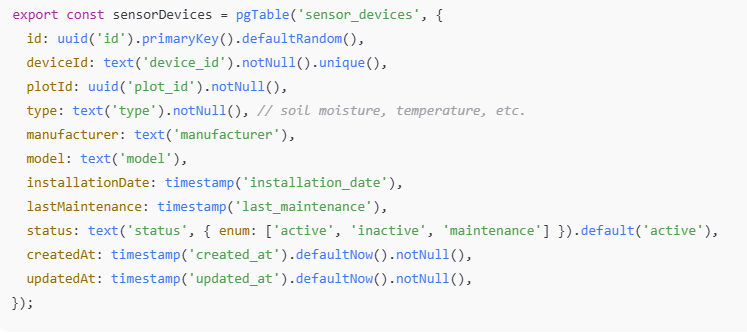 export const sensorDevices = pgTable('sensor_devices', {
  id: uuid('id').primaryKey().defaultRandom(),
  deviceId: text('device_id').notNull().unique(),
  plotId: uuid('plot_id').notNull(),
  type: text('type').notNull(), // soil moisture, temperature, etc.
  manufacturer: text('manufacturer'),
  model: text('model'),
  installationDate: timestamp('installation_date'),
  lastMaintenance: timestamp('last_maintenance'),
  status: text('status', { enum: ['active', 'inactive', 'maintenance'] }).default('active'),
  createdAt: timestamp('created_at').defaultNow().notNull(),
  updatedAt: timestamp('updated_at').defaultNow().notNull(),
});